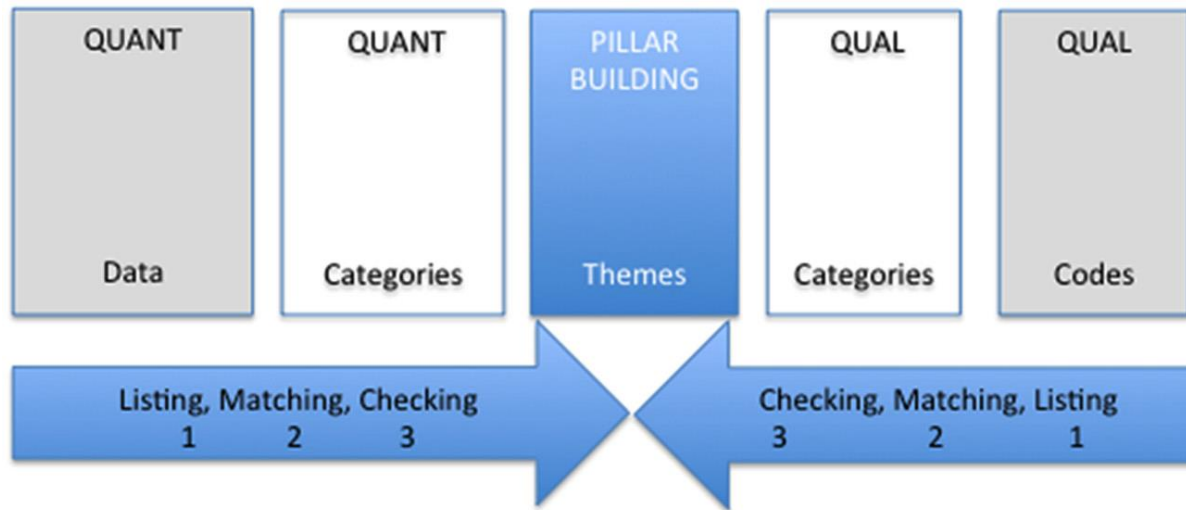 QUANT
Data
QUANT
Categories
PILLAR
BUILDING
Themes
QUAL
Categories
QUAL
Codes
Listing, Matching, Checking
1 2 3
Checking, Matching, Listing
3 2 1